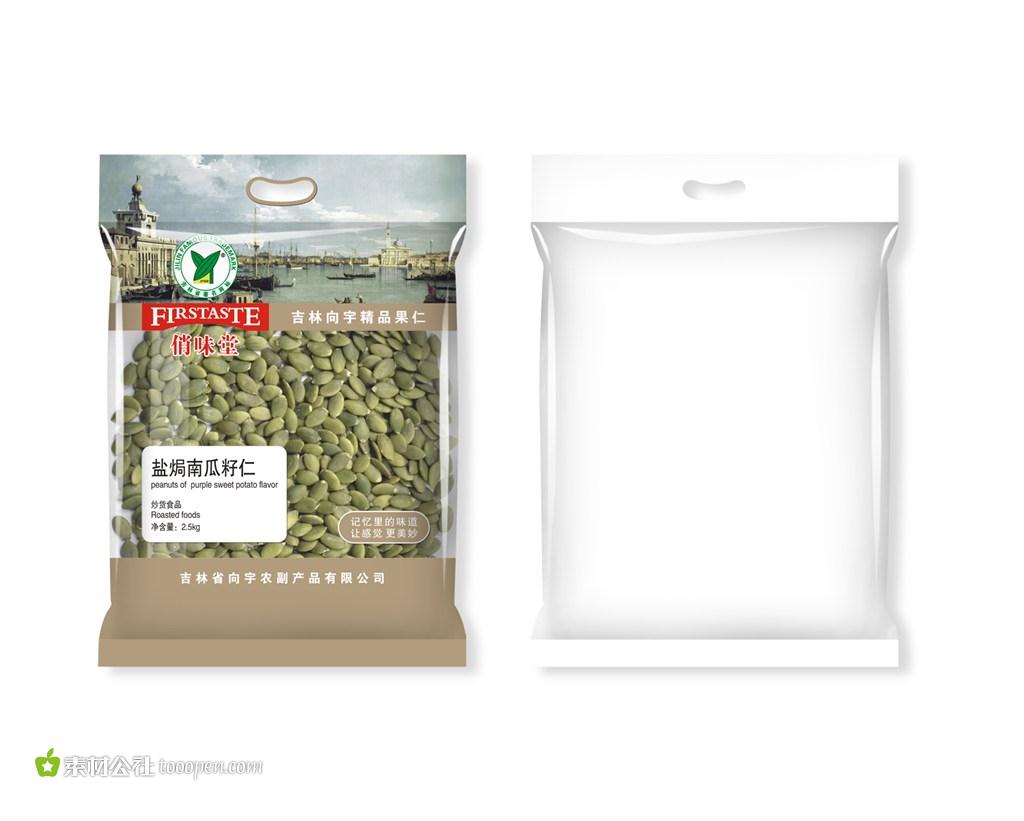 JILIN FAMOUS TRADEMARK
FIRSTASTE
吉林向宇精品果仁
俏味堂
盐焗南瓜籽仁
peanuts of purple sweet potato flavor
炒货食品
Roasted foods
净含量：2.5kg
记忆里的味道
让感觉 更美妙
吉林省向宇农副产品有限公司
素材公社 tooopen.com